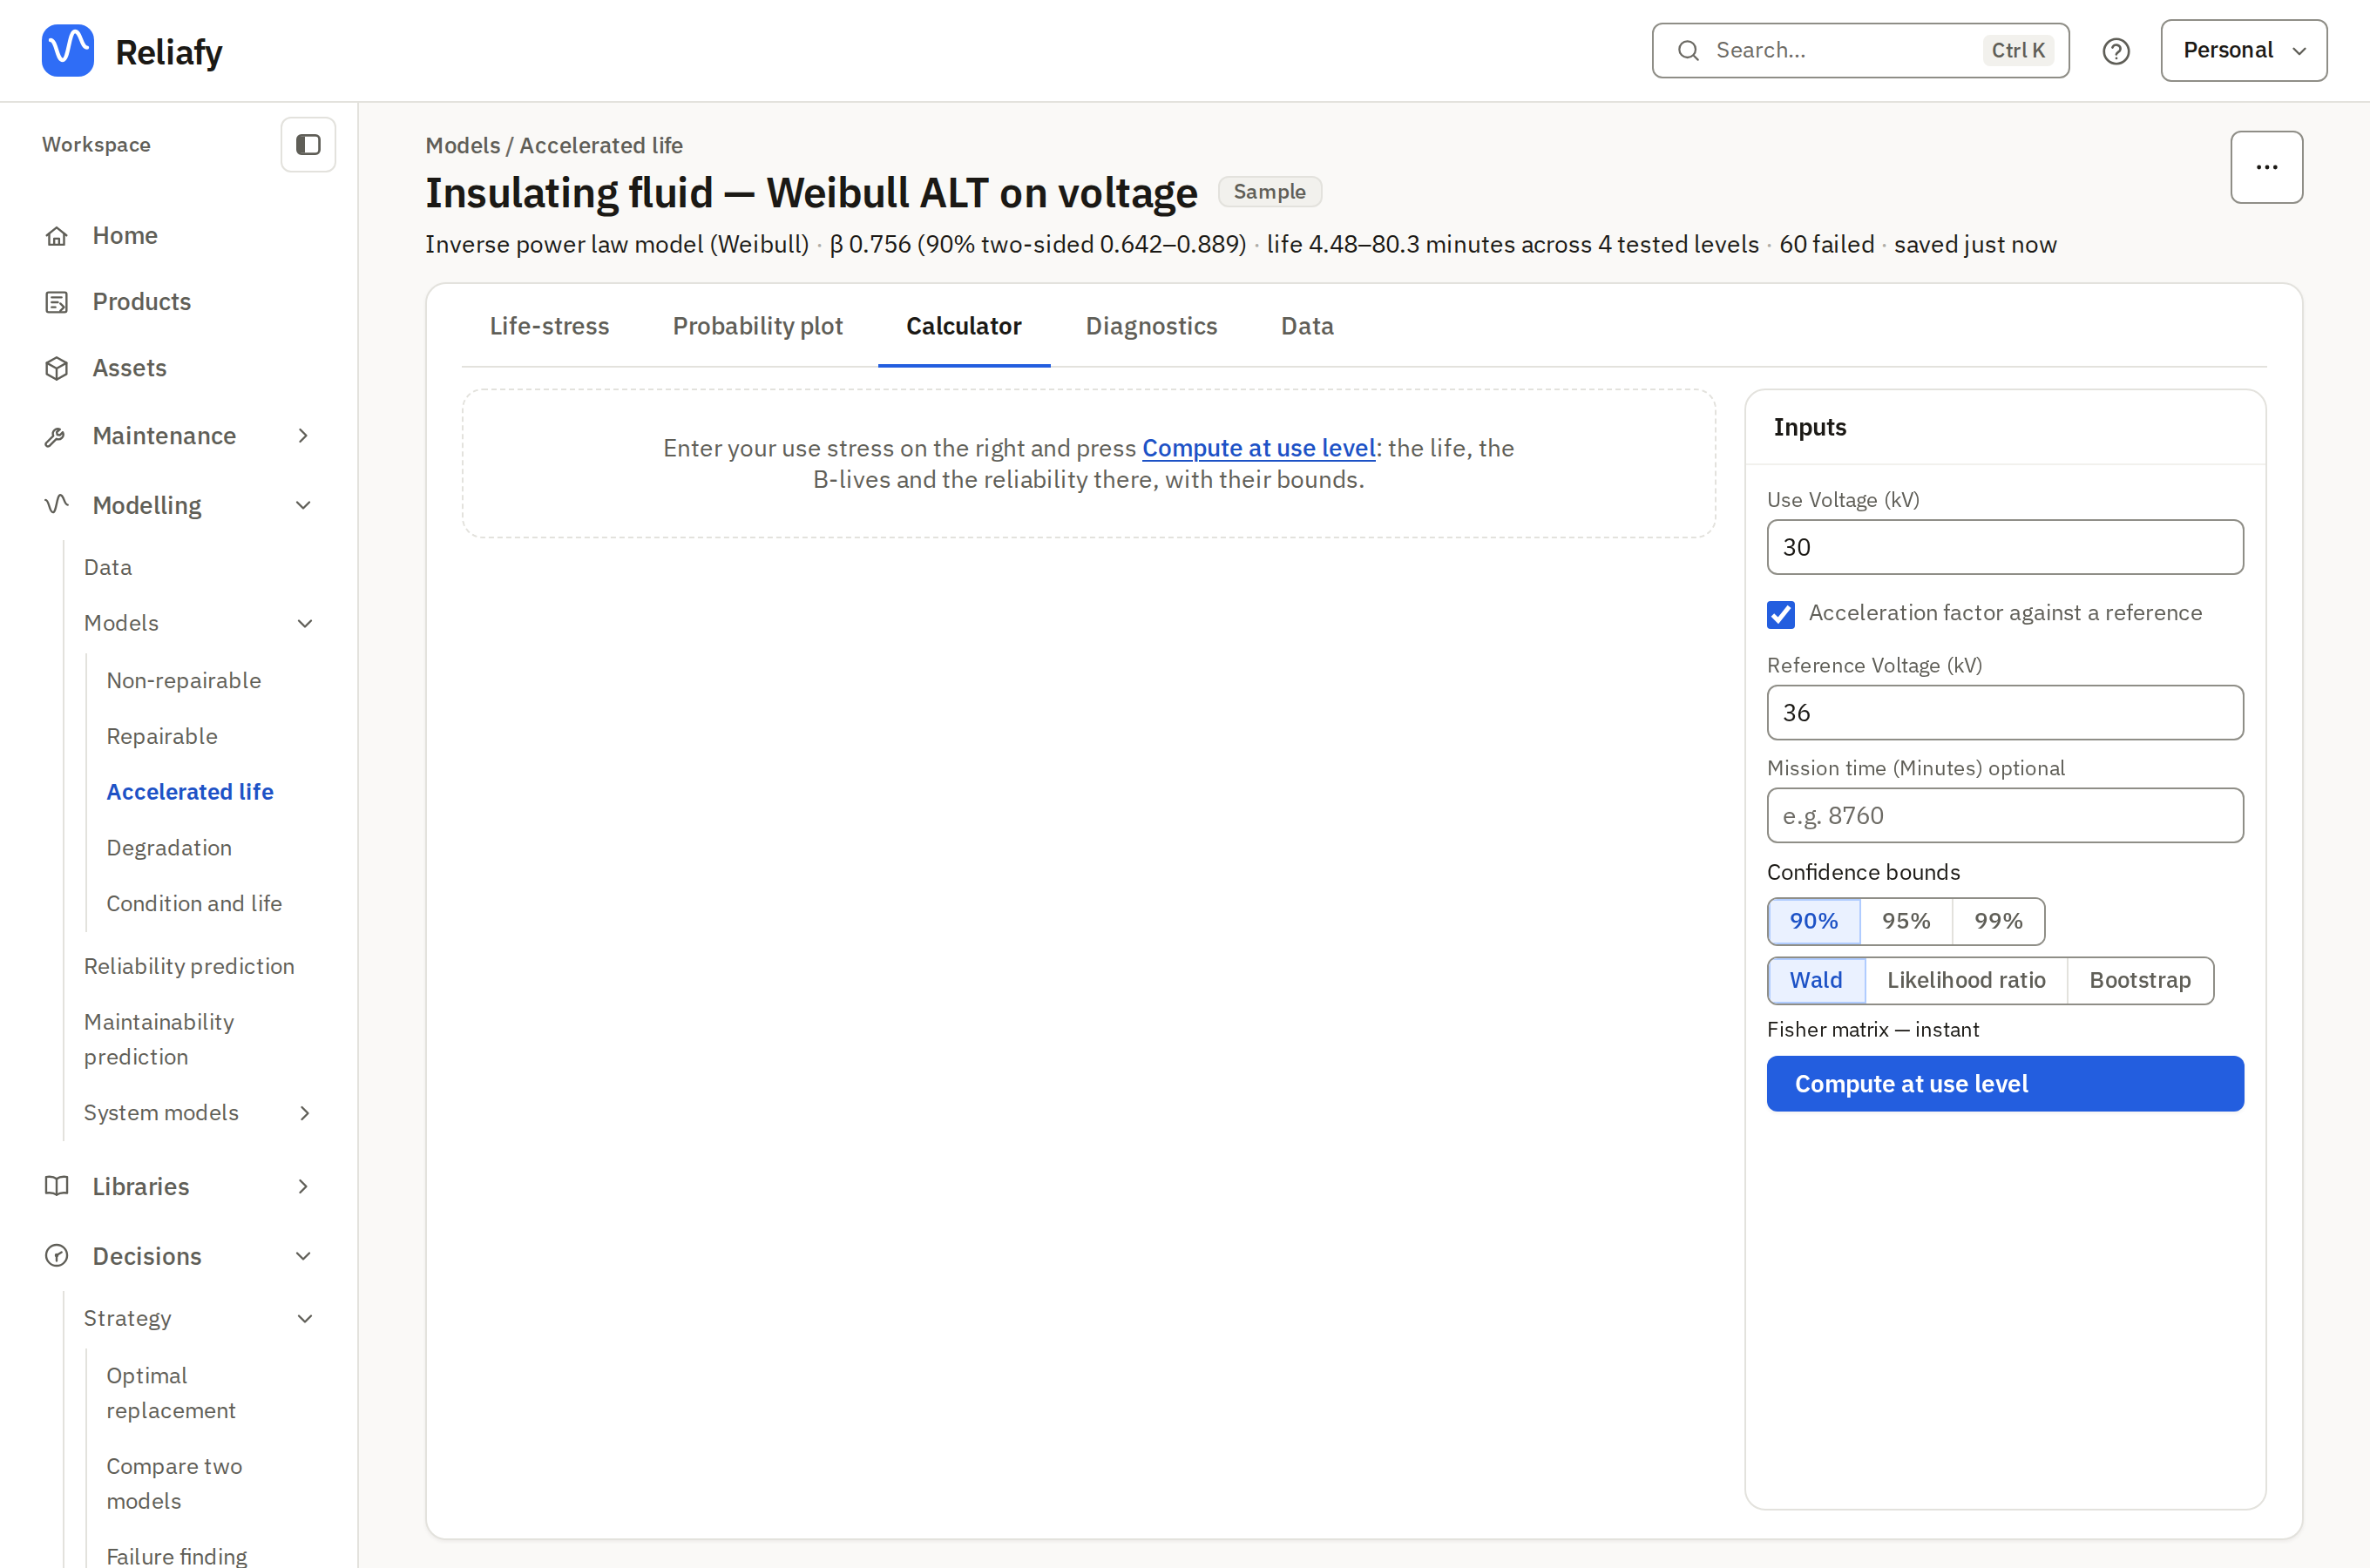 Reliafy
Search...
Ctrl K
Personal
Workspace
Home
Products
Assets
Maintenance
Modelling
Data
Models
Non-repairable
Repairable
Accelerated life
Degradation
Condition and life
Reliability prediction
Maintainability
prediction
System models
Libraries
Decisions
Strategy
Optimal
replacement
Compare two
models
Failure finding
Models / Accelerated life
Insulating fluid — Weibull ALT on voltage
Sample
Inverse power law model (Weibull) · β 0.756 (90% two-sided 0.642–0.889) · life 4.48–80.3 minutes across 4 tested levels · 60 failed · saved just now
Life-stress
Probability plot
Calculator
Diagnostics
Data
Enter your use stress on the right and press Compute at use level: the life, the
B-lives and the reliability there, with their bounds.
Inputs
Use Voltage (kV)
30
Acceleration factor against a reference
Reference Voltage (kV)
36
Mission time (Minutes) optional
e.g. 8760
Confidence bounds
90% 95% 99%
Wald Likelihood ratio Bootstrap
Fisher matrix — instant
Compute at use level